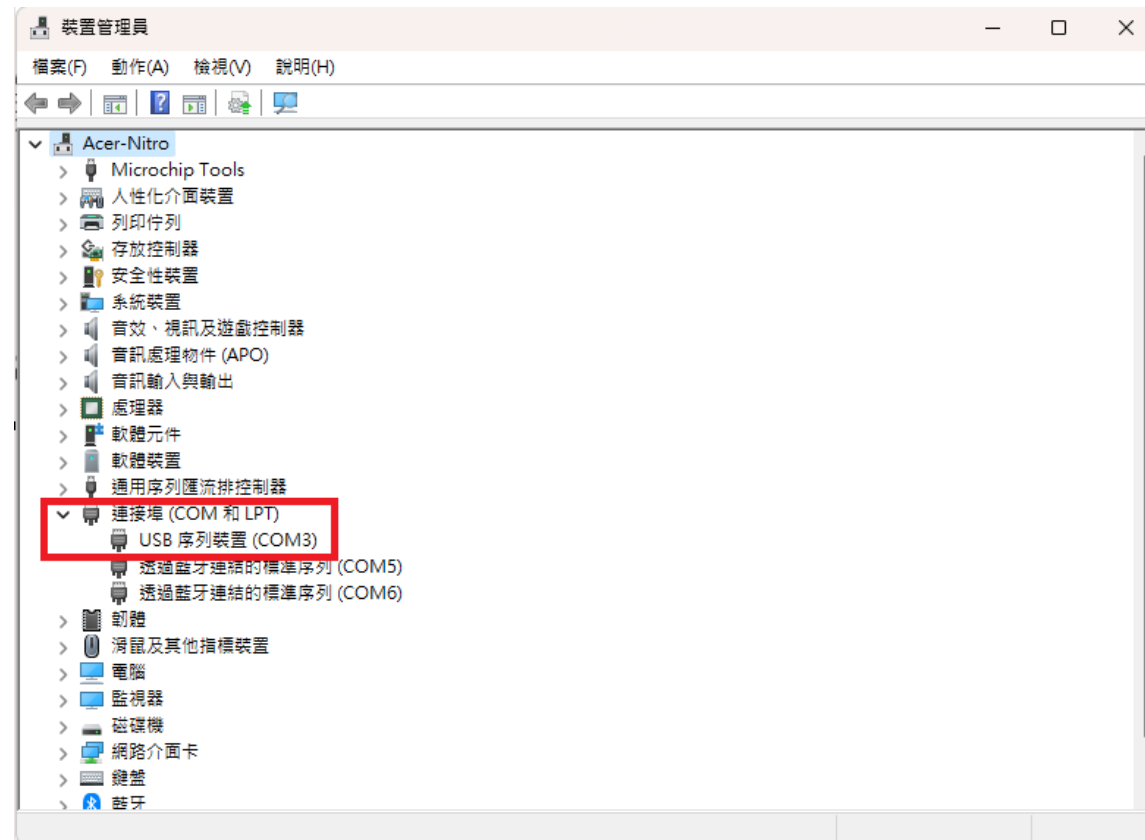 裝置管理員
檔案(F) 動作(A) 檢視(V) 說明(H)
Acer-Nitro
Microchip Tools
人性化介面裝置
列印佇列
存放控制器
安全性裝置
系統裝置
音效、視訊及遊戲控制器
音訊處理物件 (APO)
音訊輸入與輸出
處理器
軟體元件
軟體裝置
通用序列匯流排控制器
連接埠 (COM 和 LPT)
USB 序列裝置 (COM3)
透過藍牙連結的標準序列 (COM5)
透過藍牙連結的標準序列 (COM6)
韌體
滑鼠及其他指標裝置
電腦
監視器
磁碟機
網路介面卡
鍵盤
藍牙